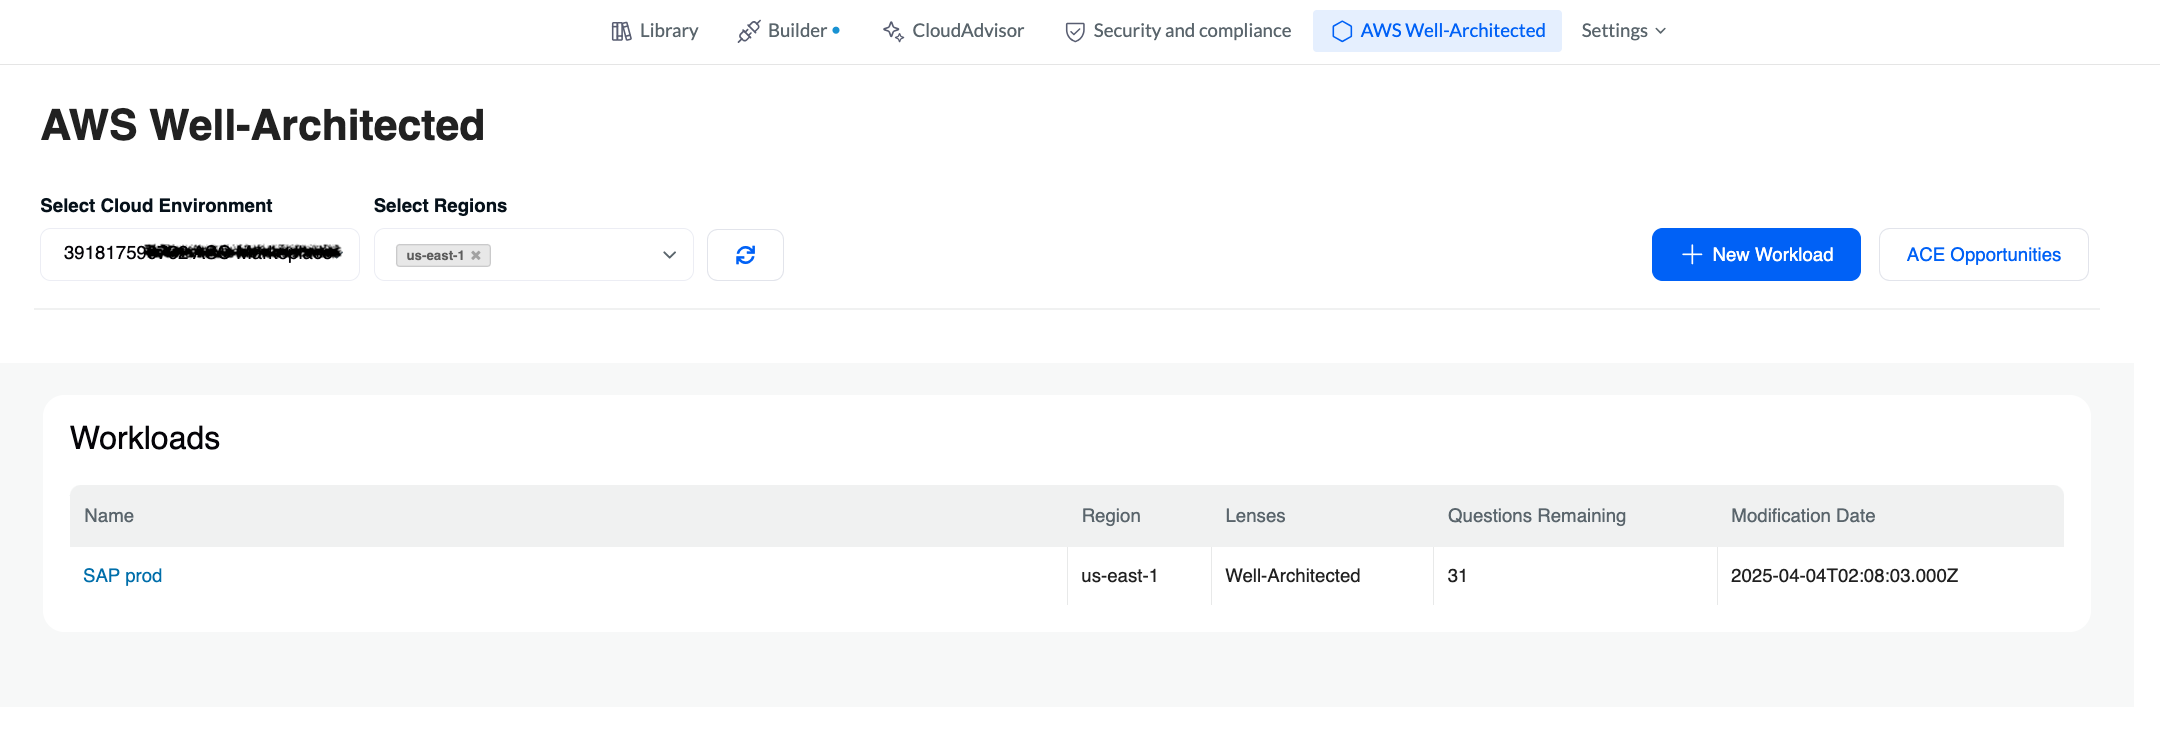 Library Builder CloudAdvisor Security and compliance AWS Well-Architected Settings
AWS Well-Architected
Select Cloud Environment Select Regions
us-east-1
New Workload ACE Opportunities
Workloads
Name Region Lenses Questions Remaining Modification Date
SAP prod us-east-1 Well-Architected 31 2025-04-04T02:08:03.000Z